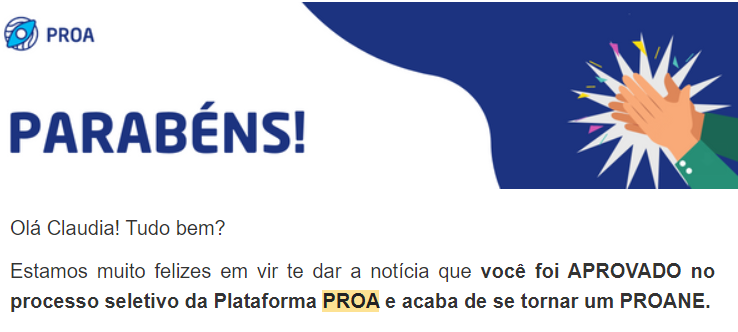 PROA
PARABÉNS!
Olá Claudia! Tudo bem?
Estamos muito felizes em vir te dar a notícia que você foi APROVADO no
processo seletivo da Plataforma PROA e acaba de se tornar um PROANE.